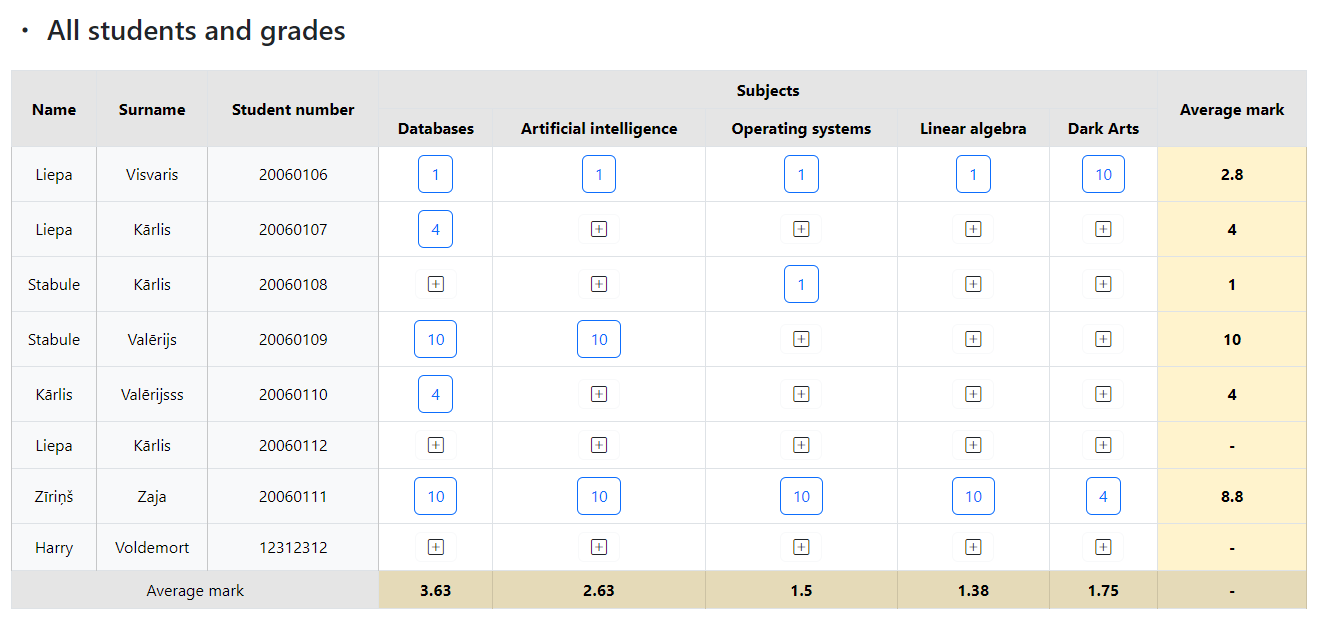 • All students and grades
Name Surname Student number Subjects Average mark
Databases Artificial intelligence Operating systems Linear algebra Dark Arts
Liepa Visvaris 20060106 1 1 1 1 10 2.8
Liepa Kārlis 20060107 4 + + + + 4
Stabule Kārlis 20060108 + + 1 + + 1
Stabule Valērijs 20060109 10 10 + + + 10
Kārlis Valērijsss 20060110 4 + + + + 4
Liepa Kārlis 20060112 + + + + + -
Zīriņš Zaja 20060111 10 10 10 10 4 8.8
Harry Voldemort 12312312 + + + + + -
Average mark 3.63 2.63 1.5 1.38 1.75 -